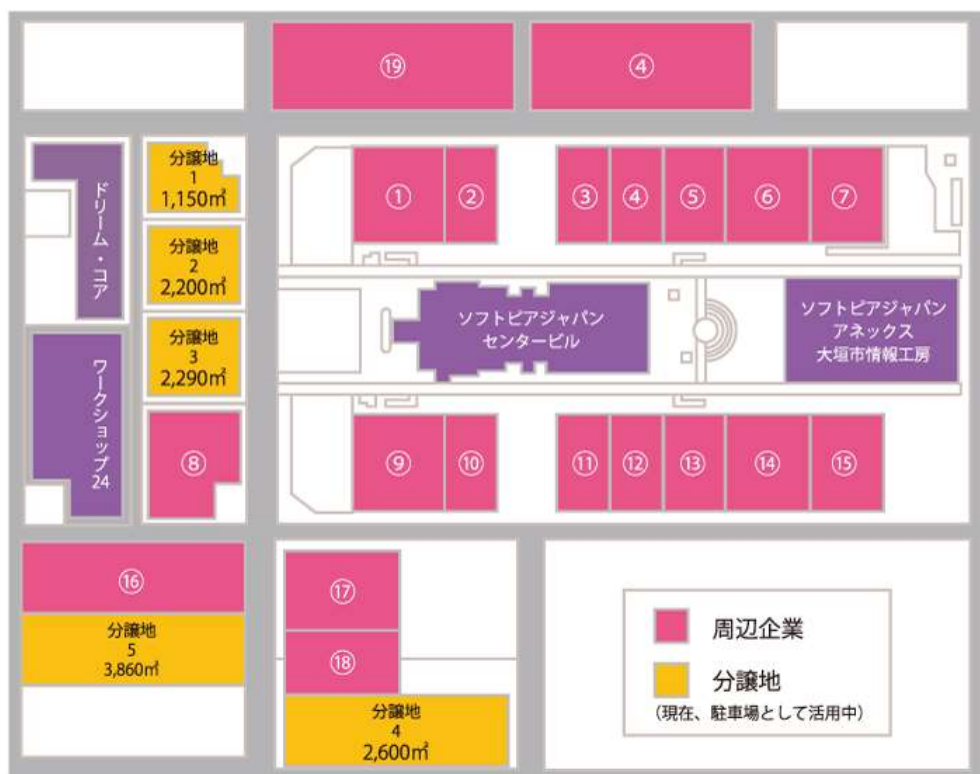 ⑲
④
ドリーム・コア
分譲地
1
1,150㎡
①
②
③
④
⑤
⑥
⑦
分譲地
2
2,200㎡
ソフトピアジャパン
センタービル
ソフトピアジャパン
アネックス
大垣市情報工房
分譲地
3
2,290㎡
ワークショップ24
⑧
⑨
⑩
⑪
⑫
⑬
⑭
⑮
⑯
分譲地
5
3,860㎡
⑰
⑱
分譲地
4
2,600㎡
周辺企業
分譲地
(現在、駐車場として活用中)